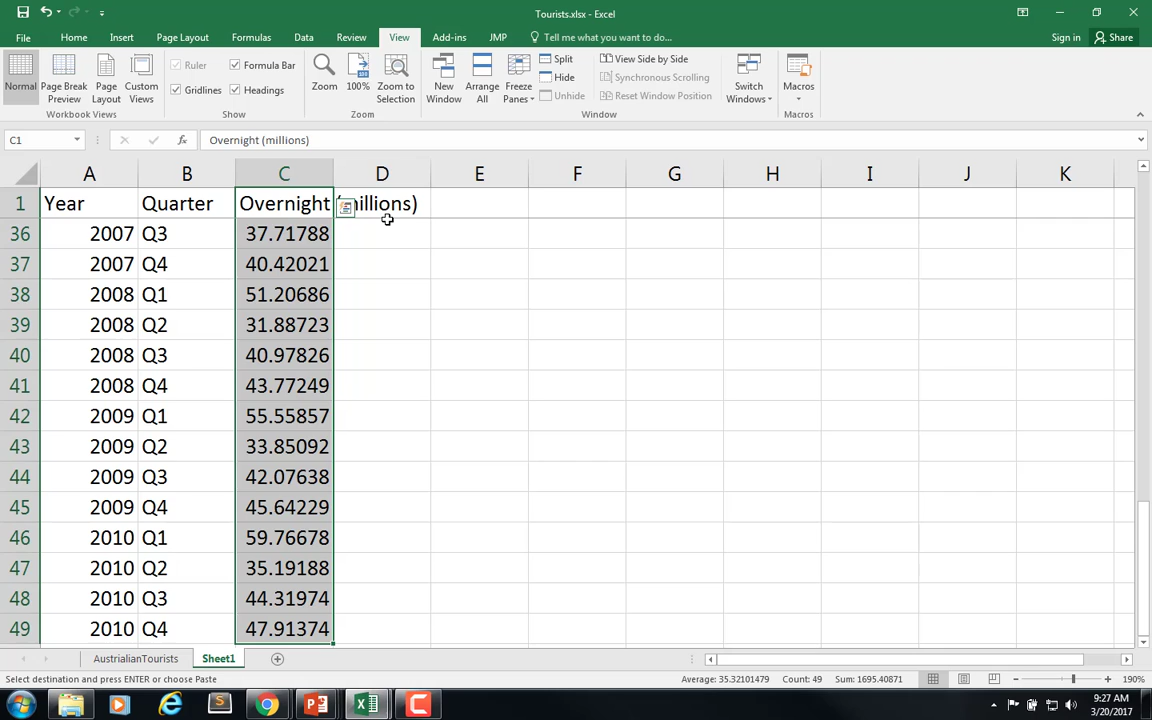 Tourists.xlsx - Excel
File Home Insert Page Layout Formulas Data Review View Add-ins JMP Tell me what you want to do... Sign in Share
Normal Page Break Preview Page Layout Custom Views
Ruler Formula Bar
Gridlines Headings
Zoom 100% Zoom to Selection
New Window Arrange All Freeze Panes
Split
Hide
Unhide
View Side by Side
Synchronous Scrolling
Reset Window Position
Switch Windows
Macros
Workbook Views Show Zoom Window Macros
C1 fx Overnight (millions)
A B C D E F G H I J K
1 Year Quarter Overnight (millions)
36 2007 Q3 37.71788
37 2007 Q4 40.42021
38 2008 Q1 51.20686
39 2008 Q2 31.88723
40 2008 Q3 40.97826
41 2008 Q4 43.77249
42 2009 Q1 55.55857
43 2009 Q2 33.85092
44 2009 Q3 42.07638
45 2009 Q4 45.64229
46 2010 Q1 59.76678
47 2010 Q2 35.19188
48 2010 Q3 44.31974
49 2010 Q4 47.91374
AustrialianTourists Sheet1
Select destination and press ENTER or choose Paste Average: 35.32101479 Count: 49 Sum: 1695.40871 190%
9:27 AM
3/20/2017